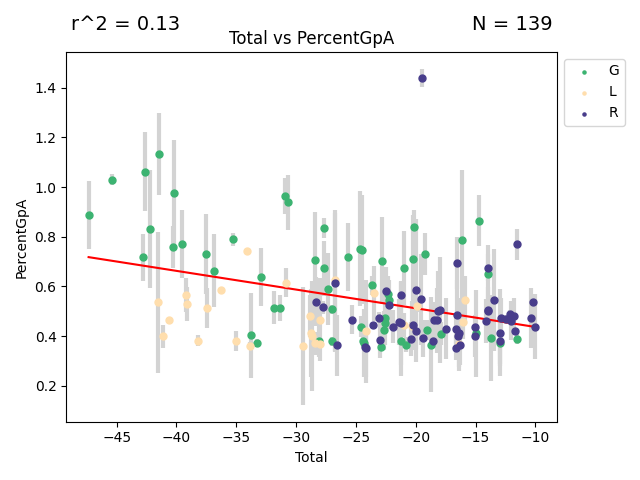 r^2 = 0.13
N = 139
Total vs PercentGpA
G
L
R
1.4
1.2
1.0
0.8
0.6
0.4
0.2
PercentGpA
−45
−40
−35
−30
−25
−20
−15
−10
Total